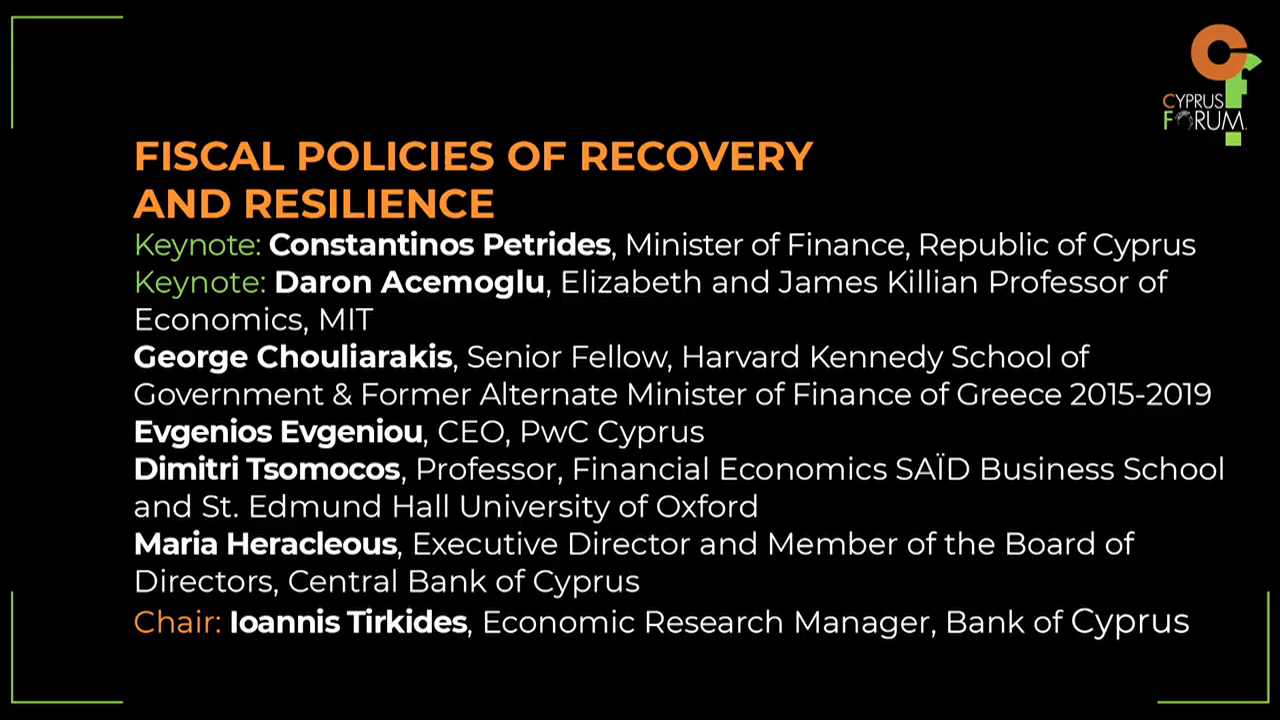 CYPRUS
FORUM
FISCAL POLICIES OF RECOVERY
AND RESILIENCE
Keynote: Constantinos Petrides, Minister of Finance, Republic of Cyprus
Keynote: Daron Acemoglu, Elizabeth and James Killian Professor of
Economics, MIT
George Chouliarakis, Senior Fellow, Harvard Kennedy School of
Government & Former Alternate Minister of Finance of Greece 2015-2019
Evgenios Evgeniou, CEO, PwC Cyprus
Dimitri Tsomocos, Professor, Financial Economics SAÏD Business School
and St. Edmund Hall University of Oxford
Maria Heracleous, Executive Director and Member of the Board of
Directors, Central Bank of Cyprus
Chair: Ioannis Tirkides, Economic Research Manager, Bank of Cyprus